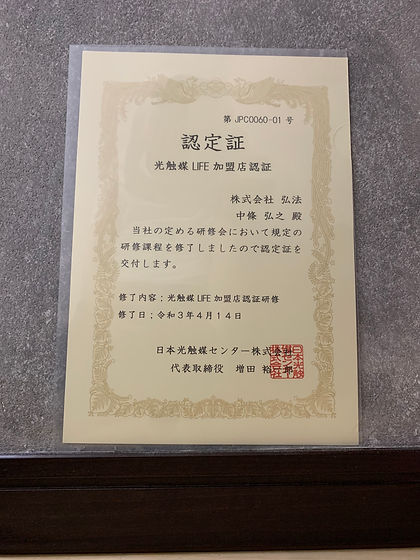 第 JPC0060-01 号
認定証
光触媒 LIFE 加盟店認証
株式会社 弘法
中條 弘之 殿
当社の定める研修会において規定の
研修課程を修了しましたので認定証を
交付します。
修了内容：光触媒 LIFE 加盟店認証研修
修了日：令和３年４月１４日
日本光触媒センター株式会社
代表取締役 増田 裕